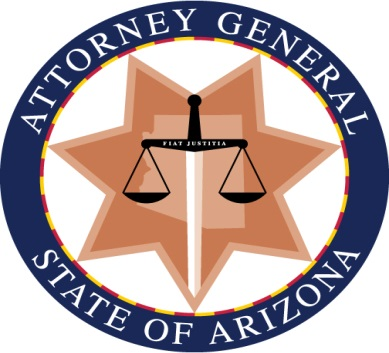 ATTORNEY GENERAL
FIAT JUSTITIA
STATE OF ARIZONA